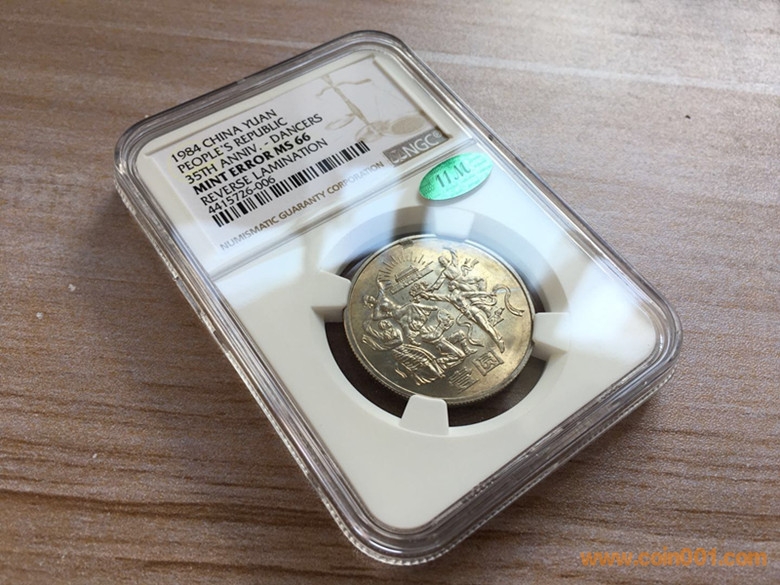 1984 CHINA YUAN
PEOPLE'S REPUBLIC
35TH ANNIV. - DANCERS
MINT ERROR MS 66
REVERSE LAMINATION
4415726-006
NGC
NUMISMATIC GUARANTY CORPORATION
壹圆
www.coin001.com